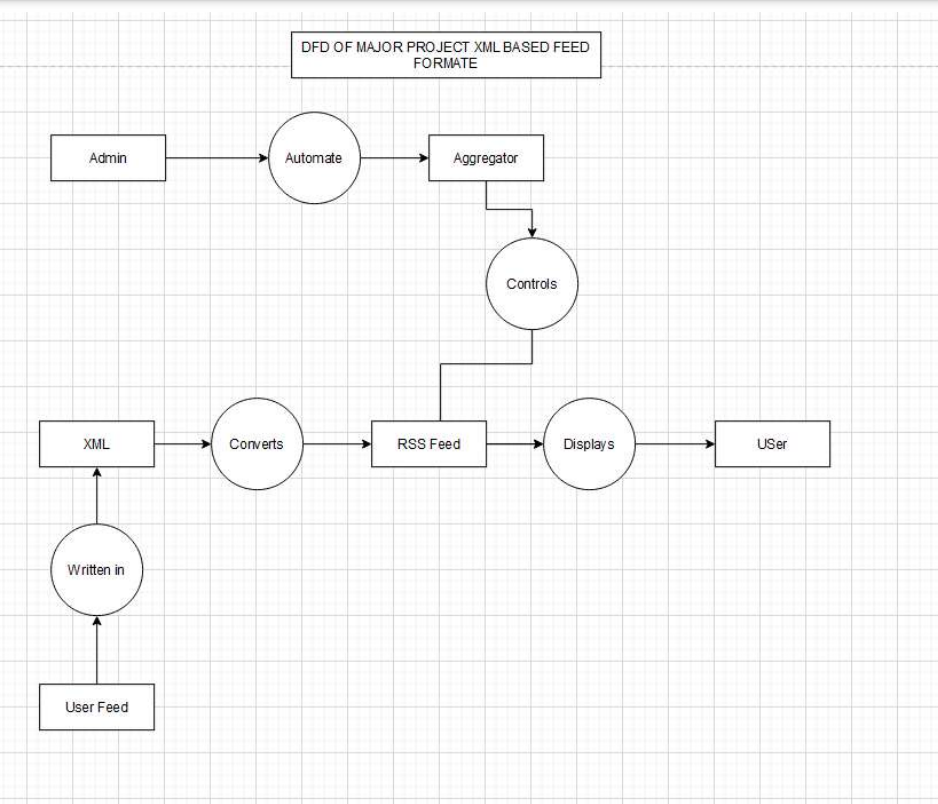 DFD OF MAJOR PROJECT XML BASED FEED
FORMATE
Admin
Automate
Aggregator
Controls
XML
Converts
RSS Feed
Displays
USer
Written in
User Feed